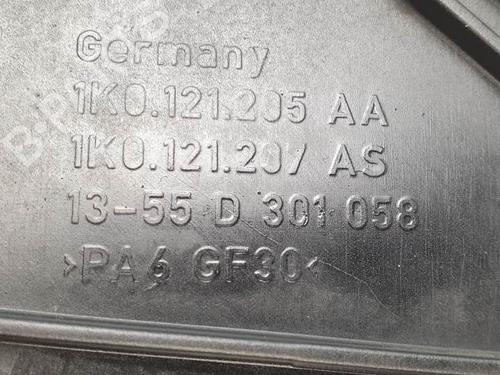 Germany
1K0.121.205 AA
1K0.121.207 AS
13-55 D 301 058
>PA6 GF30<